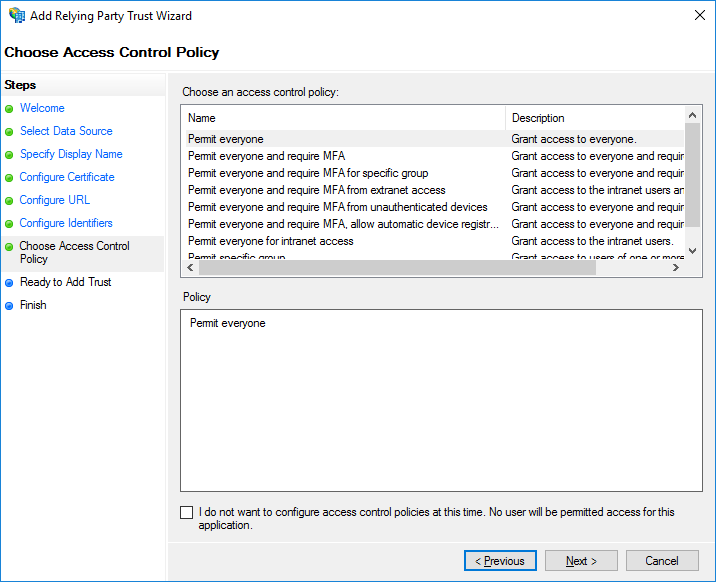 Add Relying Party Trust Wizard
Choose Access Control Policy
Steps
Welcome
Select Data Source
Specify Display Name
Configure Certificate
Configure URL
Configure Identifiers
Choose Access Control
Policy
Ready to Add Trust
Finish
Choose an access control policy:
Name Description
Permit everyone Grant access to everyone.
Permit everyone and require MFA Grant access to everyone and requir
Permit everyone and require MFA for specific group Grant access to everyone and requir
Permit everyone and require MFA from extranet access Grant access to the intranet users an
Permit everyone and require MFA from unauthenticated devices Grant access to everyone and requir
Permit everyone and require MFA, allow automatic device registr... Grant access to everyone and requir
Permit everyone for intranet access Grant access to the intranet users.
Permit specific group Grant access to users of one or more
Policy
Permit everyone
I do not want to configure access control policies at this time. No user will be permitted access for this
application.
< Previous Next > Cancel